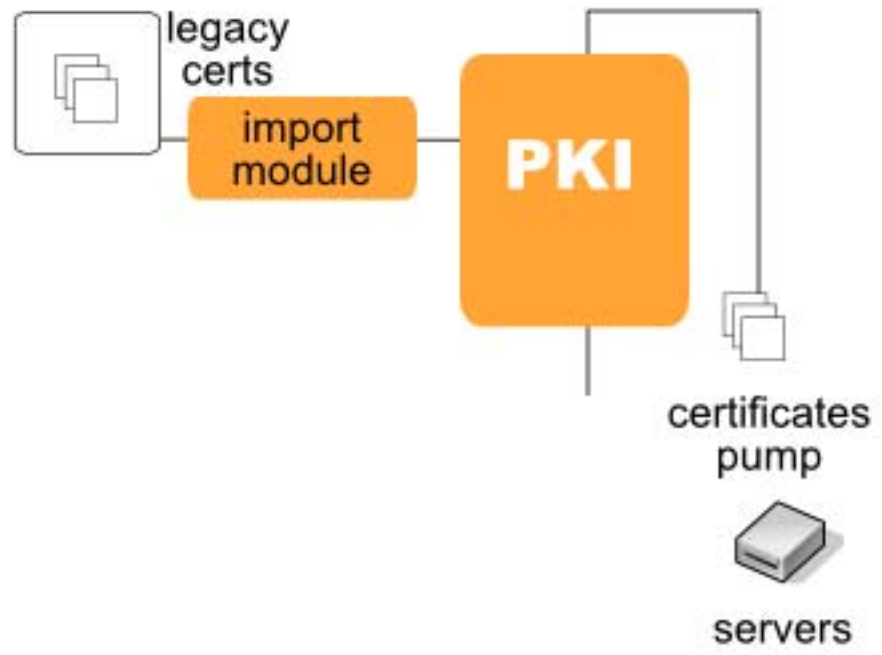 legacy
certs
import
module
PKI
certificates
pump
servers